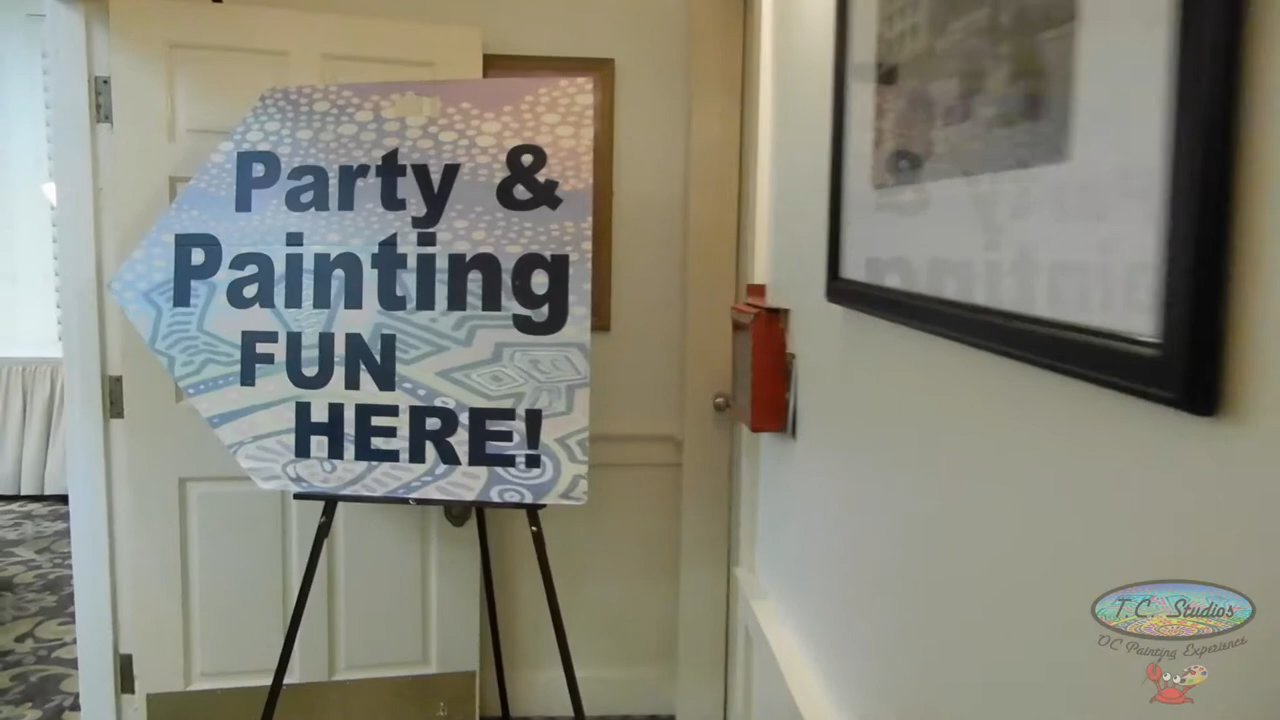 Party &
Painting
FUN
HERE!
T.C. Studios
OC Painting Experience